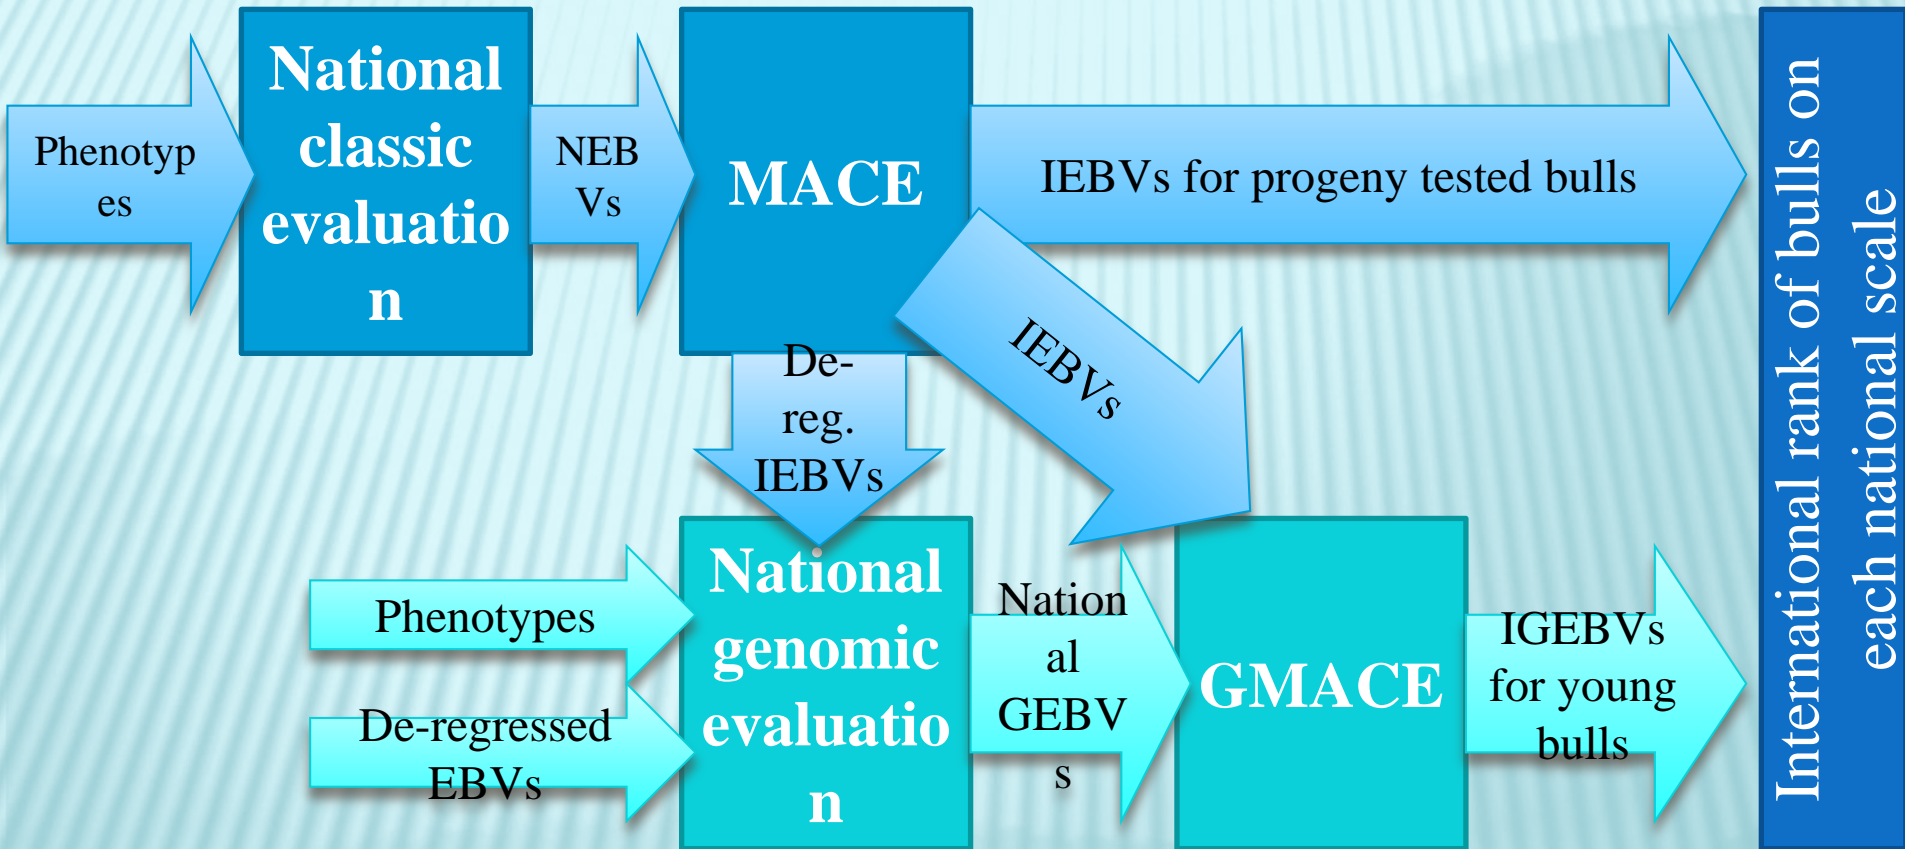 Phenotyp
es
National
classic
evaluatio
n
NEB
Vs
MACE
IEBVs for progeny tested bulls
IEBVs
De-
reg.
IEBVs
Phenotypes
De-regressed
EBVs
National
genomic
evaluatio
n
Nation
al
GEBV
s
GMACE
IGEBVs
for young
bulls
International rank of bulls on
each national scale